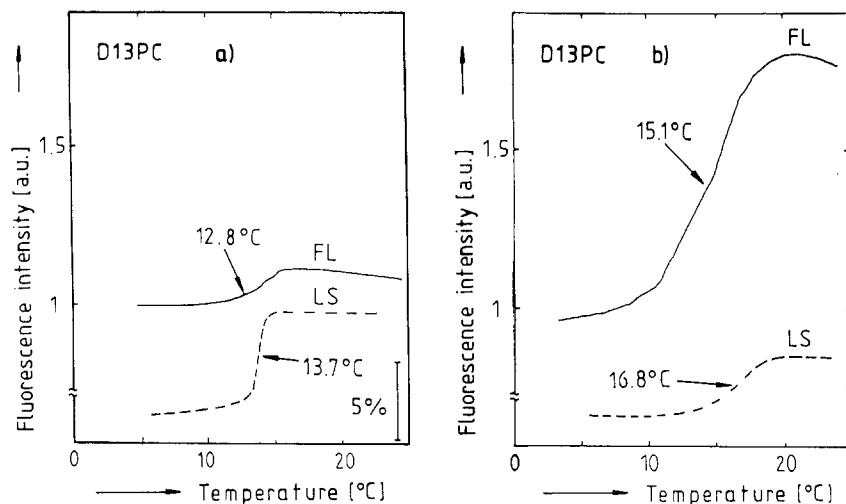 D13PC a)
Fluorescence intensity [a.u.]
1.5
1
12.8°C
FL
LS
13.7°C
5%
0 10 20
Temperature [°C]
D13PC b)
Fluorescence intensity [a.u.]
1.5
1
FL
15.1°C
LS
16.8°C
0 10 20
Temperature [°C]